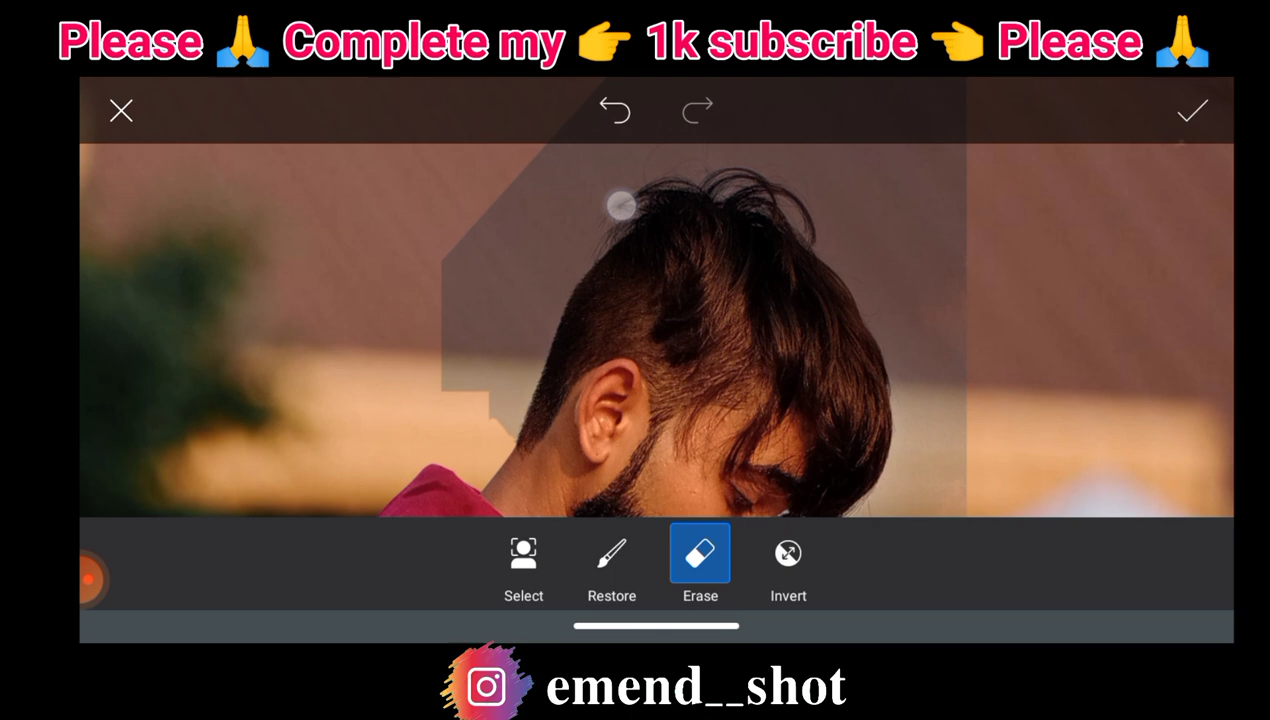 Please 🙏 Complete my 👉 1k subscribe 👈 Please 🙏
Select Restore Erase Invert
emend__shot